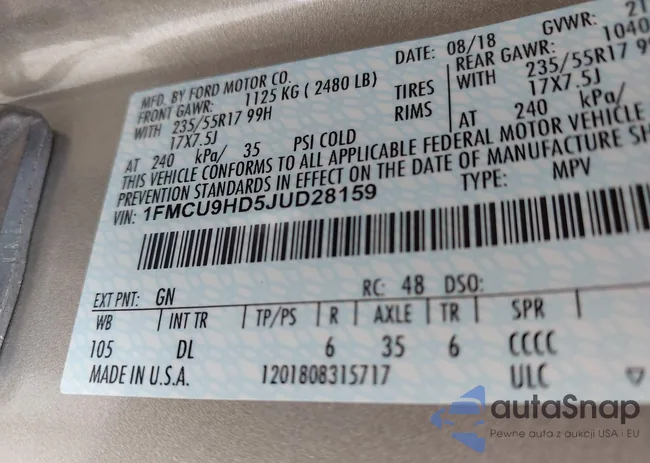 MFD. BY FORD MOTOR CO.
DATE: 08/18
GVWR: 21
FRONT GAWR: 1125 KG ( 2480 LB)
REAR GAWR: 1040
WITH 235/55R17 99H TIRES WITH 235/55R17 99
17X7.5J RIMS 17X7.5J
AT 240 kPa/ 35 PSI COLD AT 240 kPa/
THIS VEHICLE CONFORMS TO ALL APPLICABLE FEDERAL MOTOR VEHICLE
PREVENTION STANDARDS IN EFFECT ON THE DATE OF MANUFACTURE SH
VIN: 1FMCU9HD5JUD28159
TYPE: MPV
EXT PNT: GN RC: 48 DSO:
WB INT TR TP/PS R AXLE TR SPR
105 DL 6 35 6 CCCC
MADE IN U.S.A. 1201808315717 ULC
autaSnap
Pewne auta z aukcji USA i EU